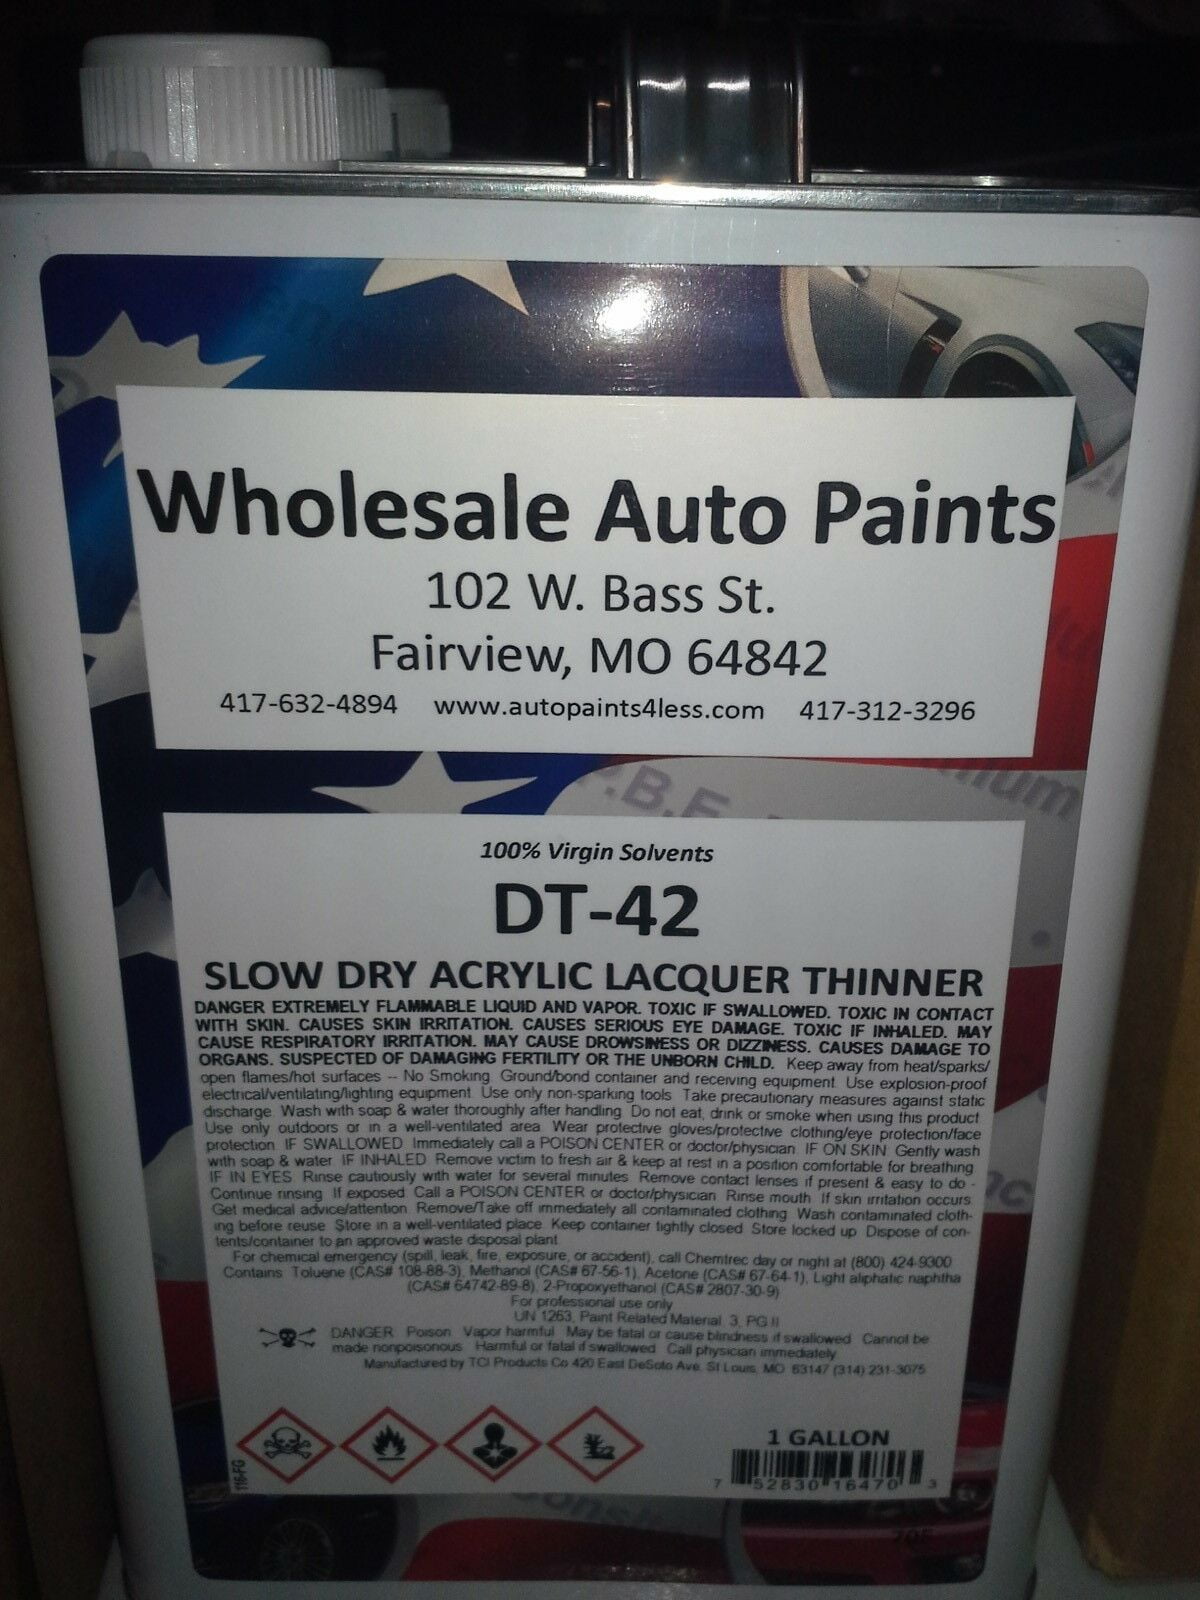 Wholesale Auto Paints
102 W. Bass St.
Fairview, MO 64842
417-632-4894 www.autopaints4less.com 417-312-3296
P.B.E.
100% Virgin Solvents
DT-42
SLOW DRY ACRYLIC LACQUER THINNER
DANGER EXTREMELY FLAMMABLE LIQUID AND VAPOR. TOXIC IF SWALLOWED. TOXIC IN CONTACT
WITH SKIN. CAUSES SKIN IRRITATION. CAUSES SERIOUS EYE DAMAGE. TOXIC IF INHALED. MAY
CAUSE RESPIRATORY IRRITATION. MAY CAUSE DROWSINESS OR DIZZINESS. CAUSES DAMAGE TO
ORGANS. SUSPECTED OF DAMAGING FERTILITY OR THE UNBORN CHILD. Keep away from heat/sparks/
open flames/hot surfaces -- No Smoking. Ground/bond container and receiving equipment. Use explosion-proof
electrical/ventilating/lighting equipment. Use only non-sparking tools. Take precautionary measures against static
discharge. Wash with soap & water thoroughly after handling. Do not eat, drink or smoke when using this product.
Use only outdoors or in a well-ventilated area. Wear protective gloves/protective clothing/eye protection/face
protection. IF SWALLOWED: Immediately call a POISON CENTER or doctor/physician. IF ON SKIN: Gently wash
with soap & water. IF INHALED: Remove victim to fresh air & keep at rest in a position comfortable for breathing.
IF IN EYES: Rinse cautiously with water for several minutes. Remove contact lenses if present & easy to do -
Continue rinsing. If exposed: Call a POISON CENTER or doctor/physician. Rinse mouth. If skin irritation occurs:
Get medical advice/attention. Remove/Take off immediately all contaminated clothing. Wash contaminated cloth-
ing before reuse. Store in a well-ventilated place. Keep container tightly closed. Store locked up. Dispose of con-
tents/container to an approved waste disposal plant.
For chemical emergency (spill, leak, fire, exposure, or accident), call Chemtrec day or night at (800) 424-9300
Contains: Toluene (CAS# 108-88-3), Methanol (CAS# 67-56-1), Acetone (CAS# 67-64-1), Light aliphatic naphtha
(CAS# 64742-89-8), 2-Propoxyethanol (CAS# 2807-30-9)
For professional use only
UN 1263, Paint Related Material, 3, PG II
DANGER Poison. Vapor harmful. May be fatal or cause blindness if swallowed. Cannot be
made nonpoisonous. Harmful or fatal if swallowed. Call physician immediately.
Manufactured by TCI Products Co 420 East DeSoto Ave. St Louis, MO 63147 (314) 231-3075
116-FG
1 GALLON
7 52830 16470 3